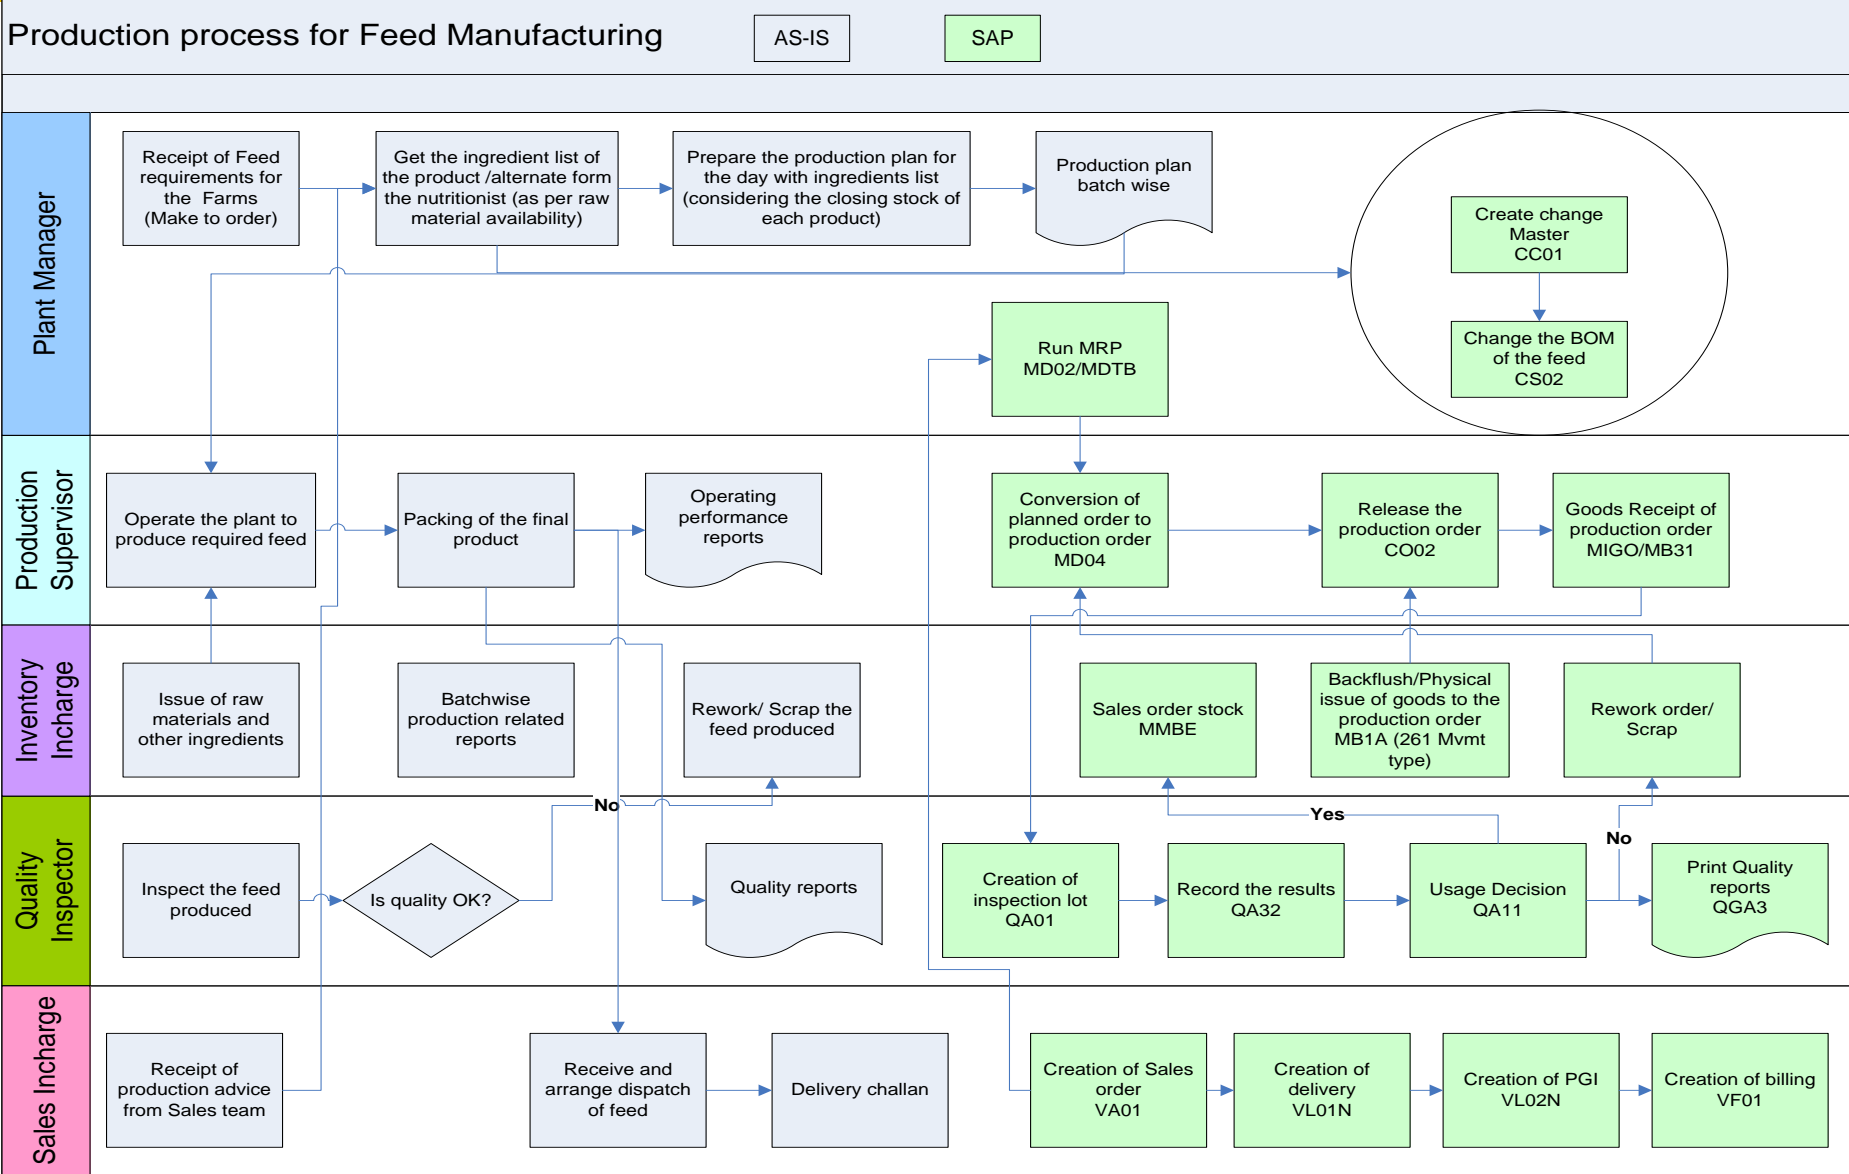 Production process for Feed Manufacturing
AS-IS
SAP
Plant Manager
Receipt of Feed
requirements for
the Farms
(Make to order)
Get the ingredient list of
the product /alternate form
the nutritionist (as per raw
material availability)
Prepare the production plan for
the day with ingredients list
(considering the closing stock of
each product)
Production plan
batch wise
Create change
Master
CC01
Change the BOM
of the feed
CS02
Run MRP
MD02/MDTB
Production
Supervisor
Operate the plant to
produce required feed
Packing of the final
product
Operating
performance
reports
Conversion of
planned order to
production order
MD04
Release the
production order
CO02
Goods Receipt of
production order
MIGO/MB31
Inventory
Incharge
Issue of raw
materials and
other ingredients
Batchwise
production related
reports
Rework/ Scrap the
feed produced
Sales order stock
MMBE
Backflush/Physical
issue of goods to the
production order
MB1A (261 Mvmt
type)
Rework order/
Scrap
No
Yes
No
Quality
Inspector
Inspect the feed
produced
Is quality OK?
Quality reports
Creation of
inspection lot
QA01
Record the results
QA32
Usage Decision
QA11
Print Quality
reports
QGA3
Sales Incharge
Receipt of
production advice
from Sales team
Receive and
arrange dispatch
of feed
Delivery challan
Creation of Sales
order
VA01
Creation of
delivery
VL01N
Creation of PGI
VL02N
Creation of billing
VF01